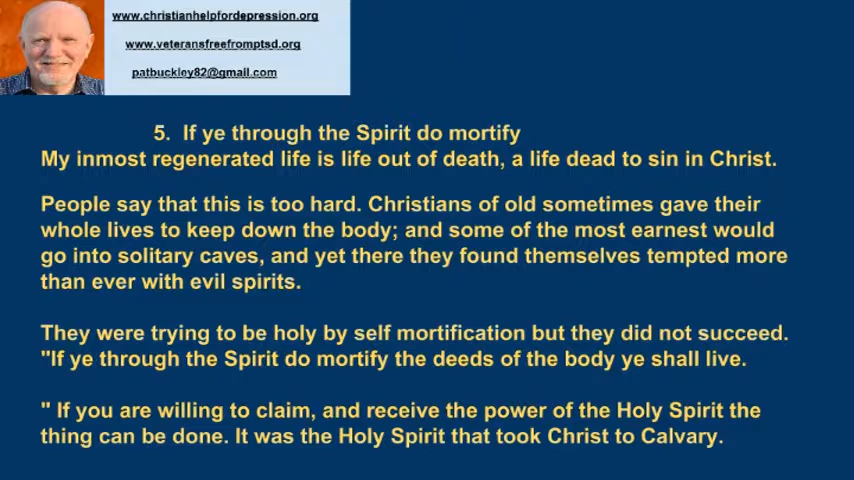 www.christianhelpfordepression.org
www.veteransfreefromptsd.org
patbuckley82@gmail.com
5. If ye through the Spirit do mortify
My inmost regenerated life is life out of death, a life dead to sin in Christ.
People say that this is too hard. Christians of old sometimes gave their
whole lives to keep down the body; and some of the most earnest would
go into solitary caves, and yet there they found themselves tempted more
than ever with evil spirits.
They were trying to be holy by self mortification but they did not succeed.
"If ye through the Spirit do mortify the deeds of the body ye shall live.
" If you are willing to claim, and receive the power of the Holy Spirit the
thing can be done. It was the Holy Spirit that took Christ to Calvary.